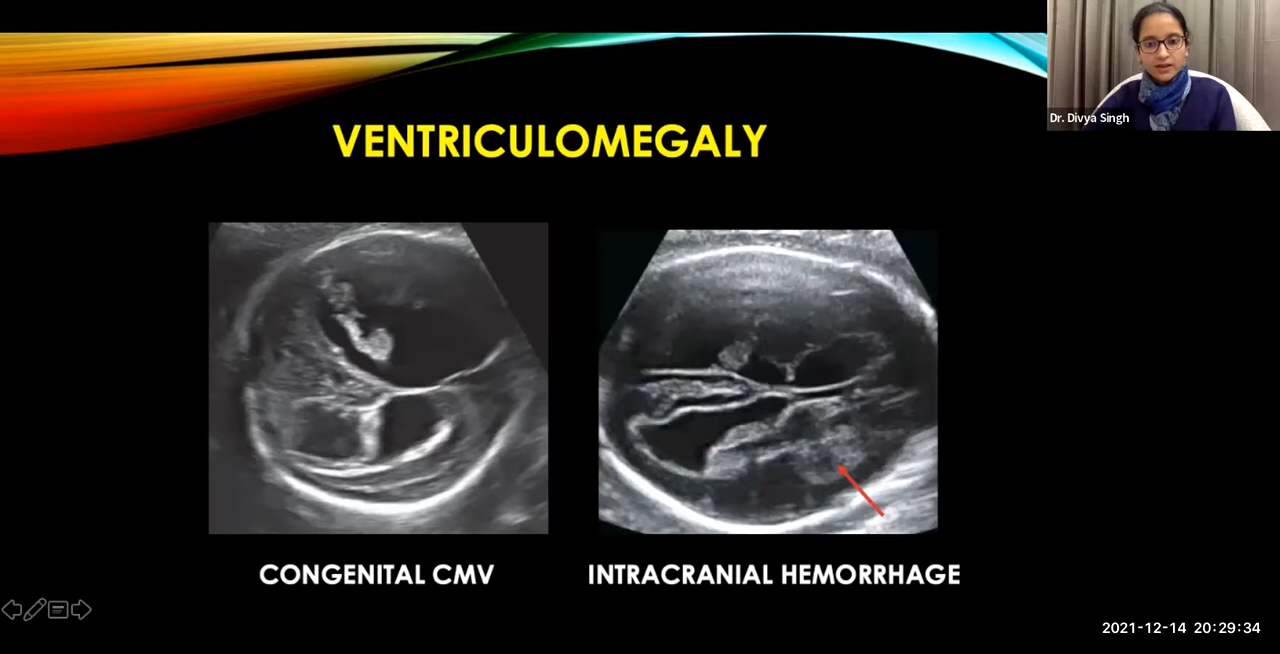 Dr. Divya Singh
VENTRICULOMEGALY
CONGENITAL CMV
INTRACRANIAL HEMORRHAGE
2021-12-14 20:29:34